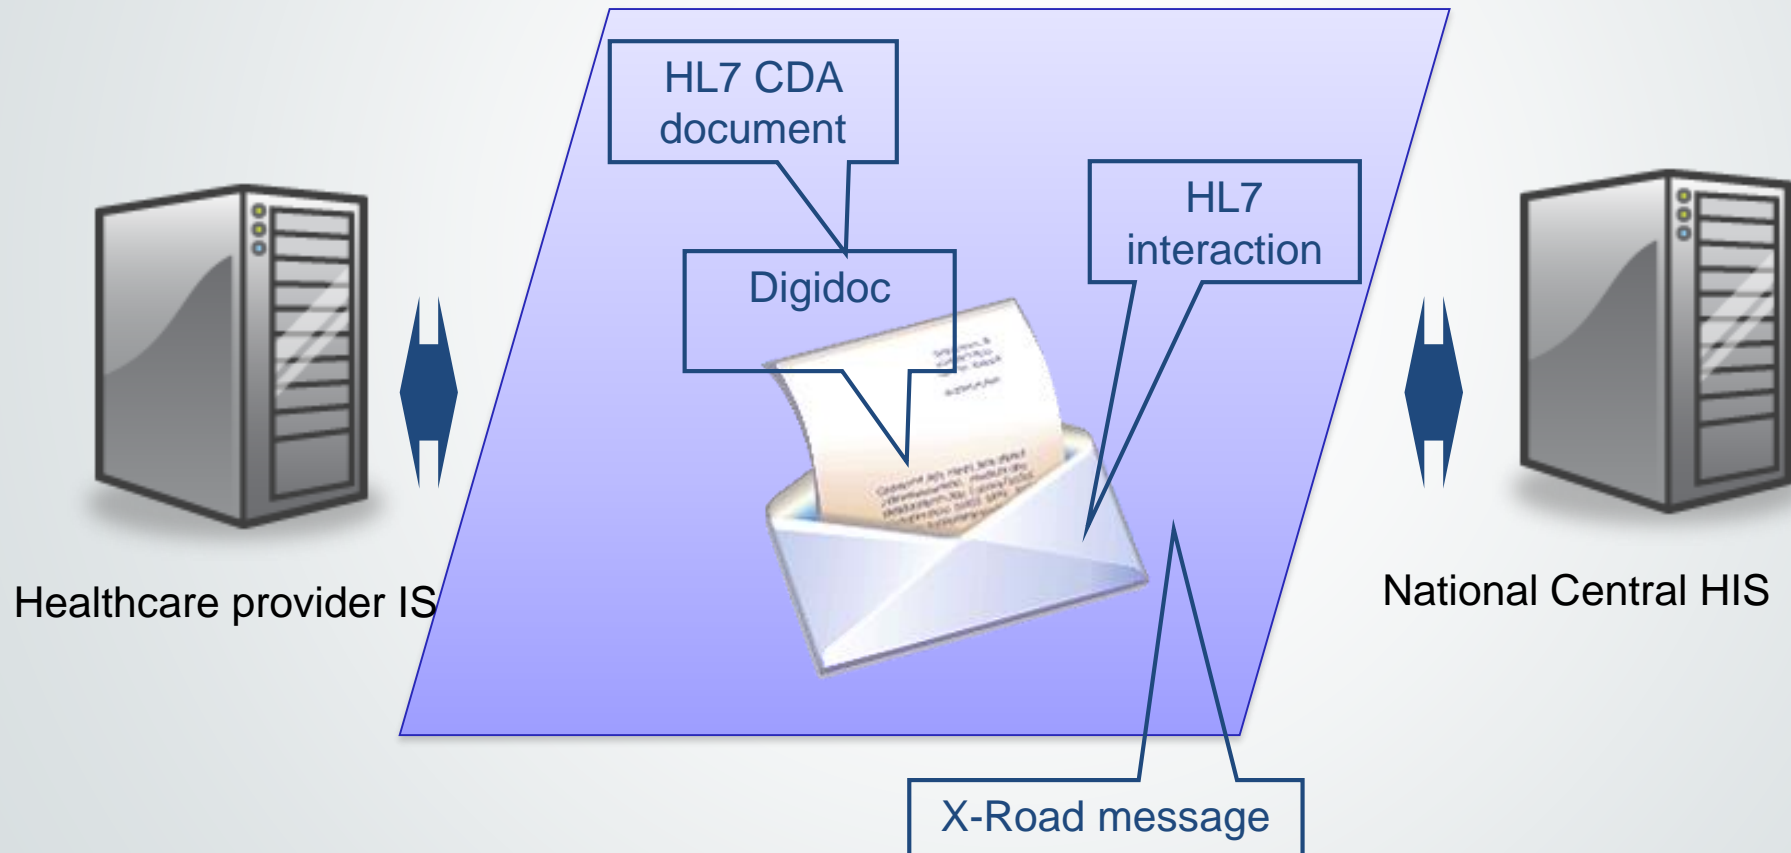 HL7 CDA
document
HL7
interaction
Digidoc
Healthcare provider IS
National Central HIS
X-Road message